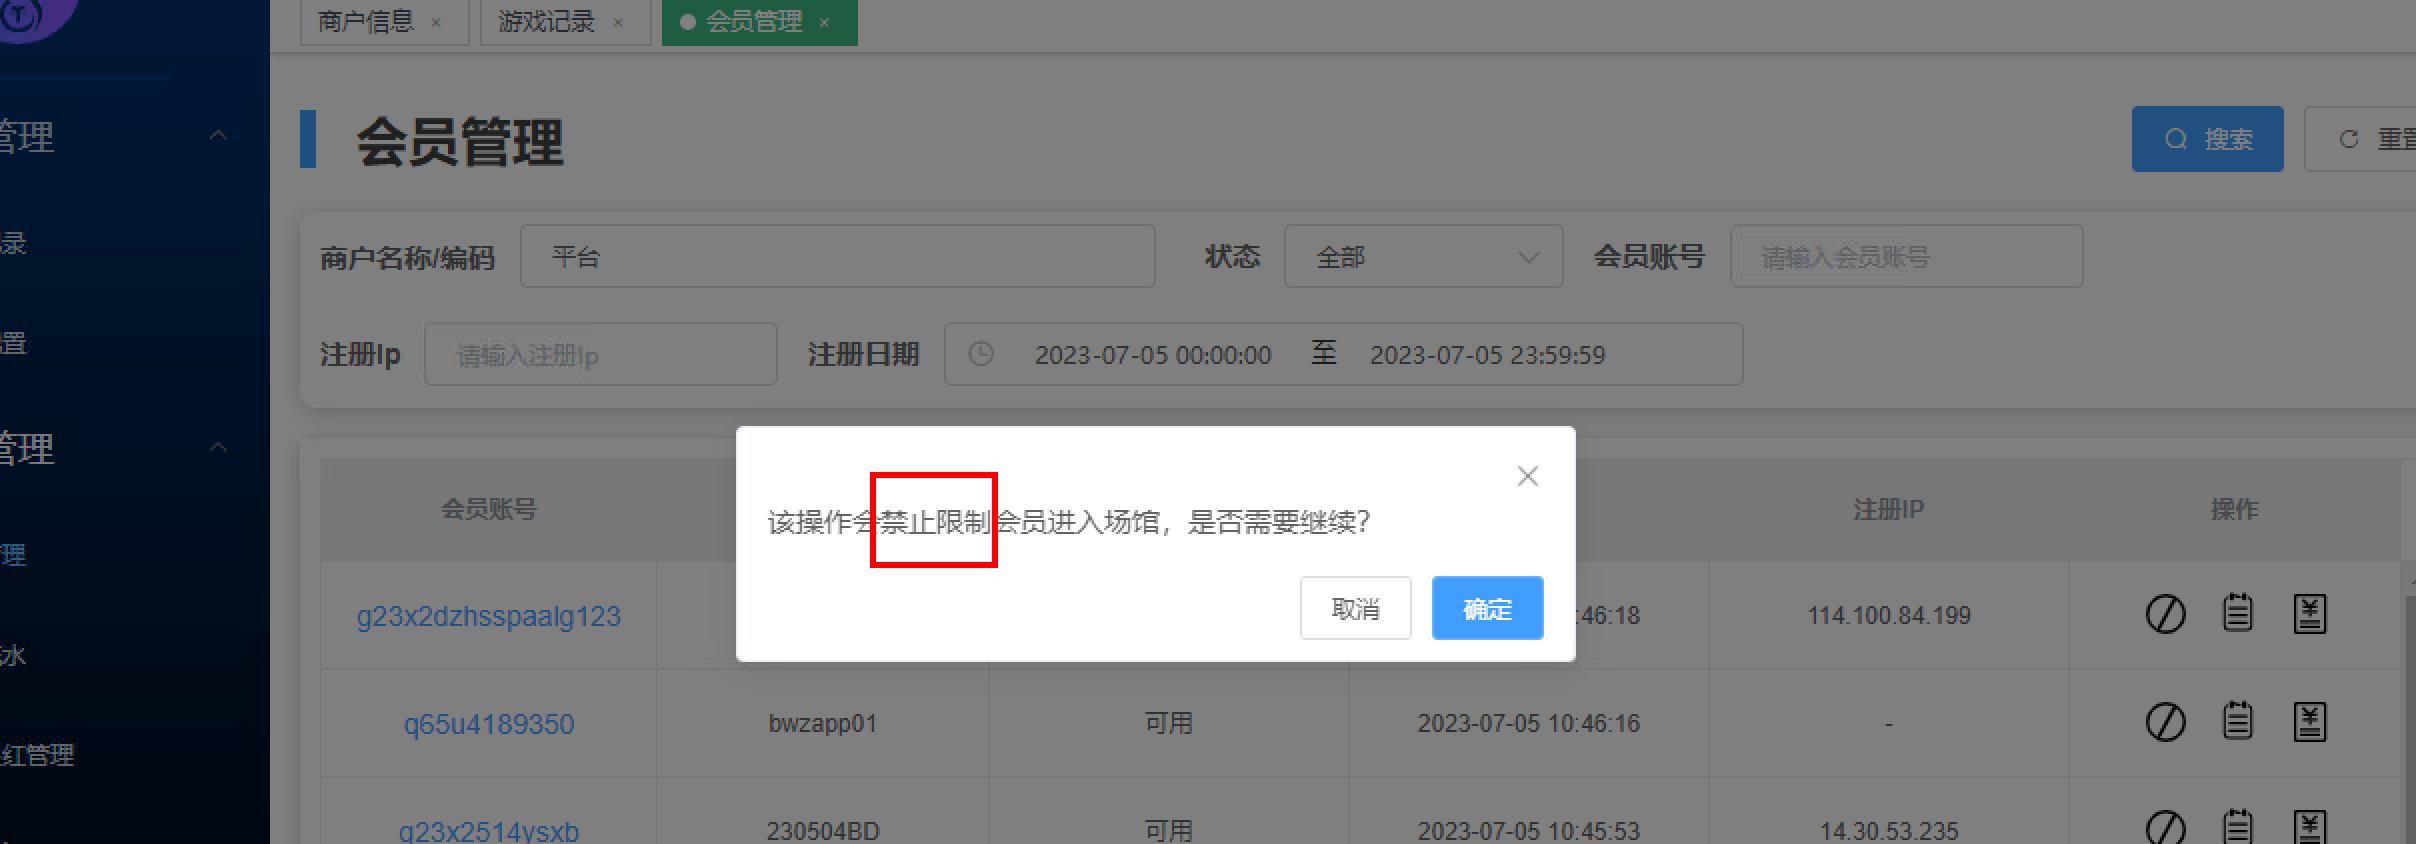 商户信息 × 游戏记录 × 会员管理 ×
管理
会员管理
搜索 重置
录
商户名称/编码 平台 状态 全部 会员账号 请输入会员账号
置
注册Ip 请输入注册Ip 注册日期 2023-07-05 00:00:00 至 2023-07-05 23:59:59
管理
该操作会禁止限制会员进入场馆，是否需要继续?
取消 确定
会员账号 注册IP 操作
理
g23x2dzhsspaalg123 :46:18 114.100.84.199
水
q65u4189350 bwzapp01 可用 2023-07-05 10:46:16 -
红管理
g23x2514ysxb 230504BD 可用 2023-07-05 10:45:53 14.30.53.235